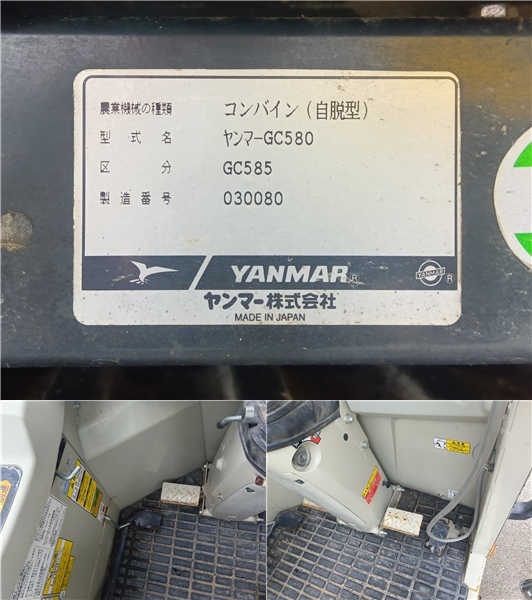 農業機械の種類 コンバイン(自脱型)
型式名 ヤンマーGC580
区分 GC585
製造番号 030080
YANMAR R YANMAR R
ヤンマー株式会社
MADE IN JAPAN